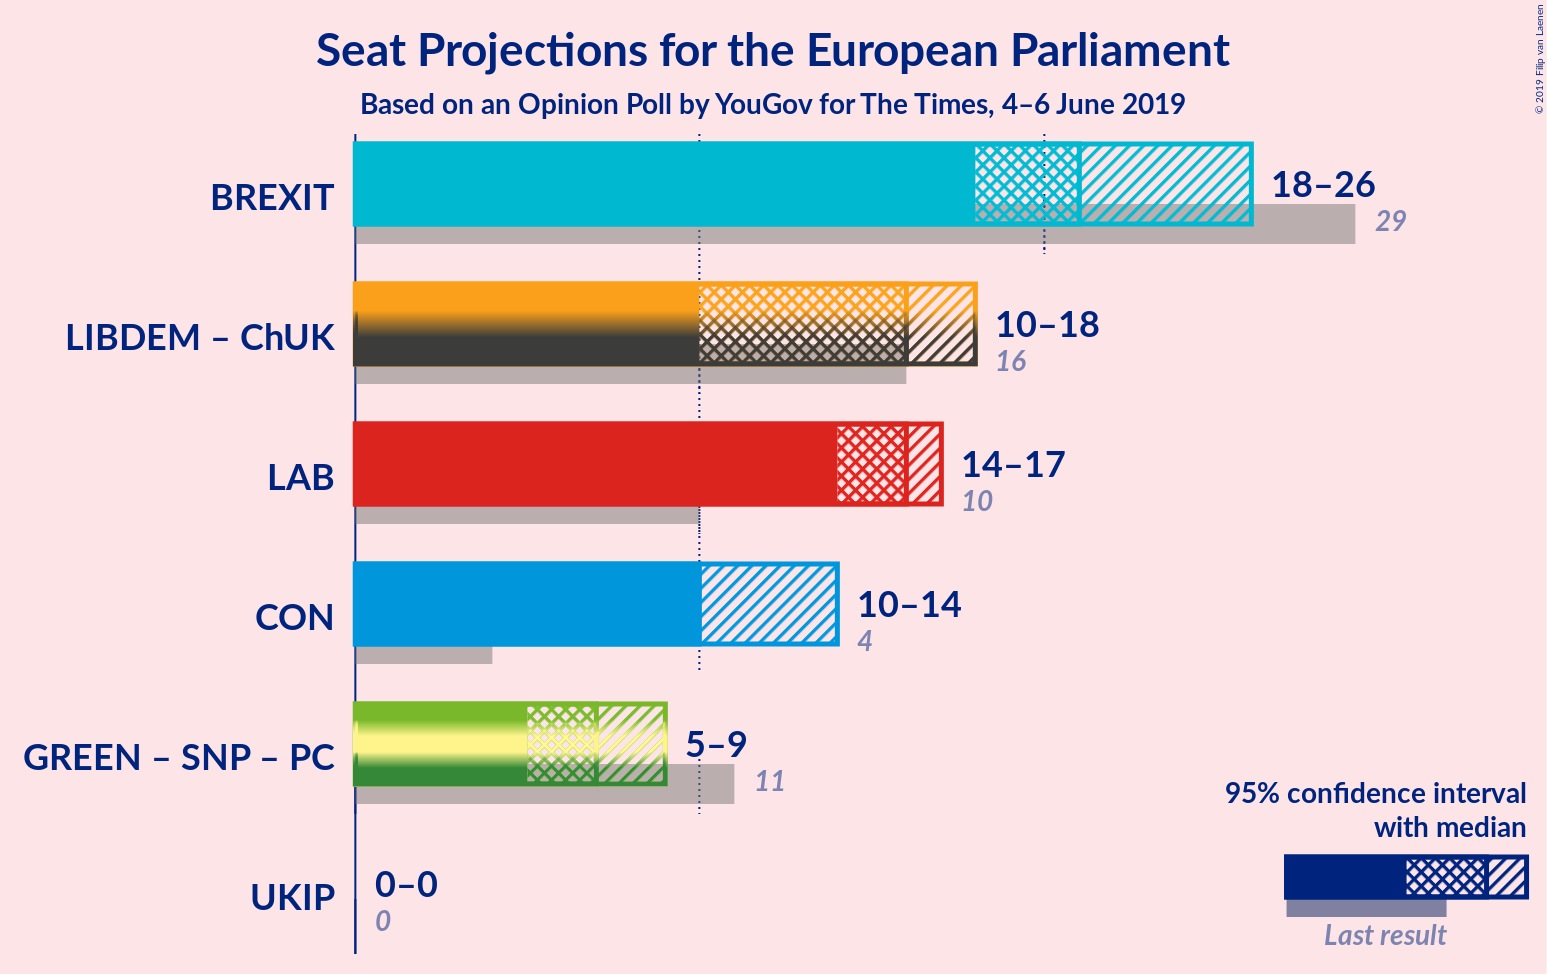 Seat Projections for the European Parliament
Based on an Opinion Poll by YouGov for The Times, 4–6 June 2019
© 2019 Filip van Laenen
BREXIT
18–26
29
LIBDEM – ChUK
10–18
16
LAB
14–17
10
CON
10–14
4
GREEN – SNP – PC
5–9
11
UKIP
0–0
0
95% confidence interval
with median
Last result